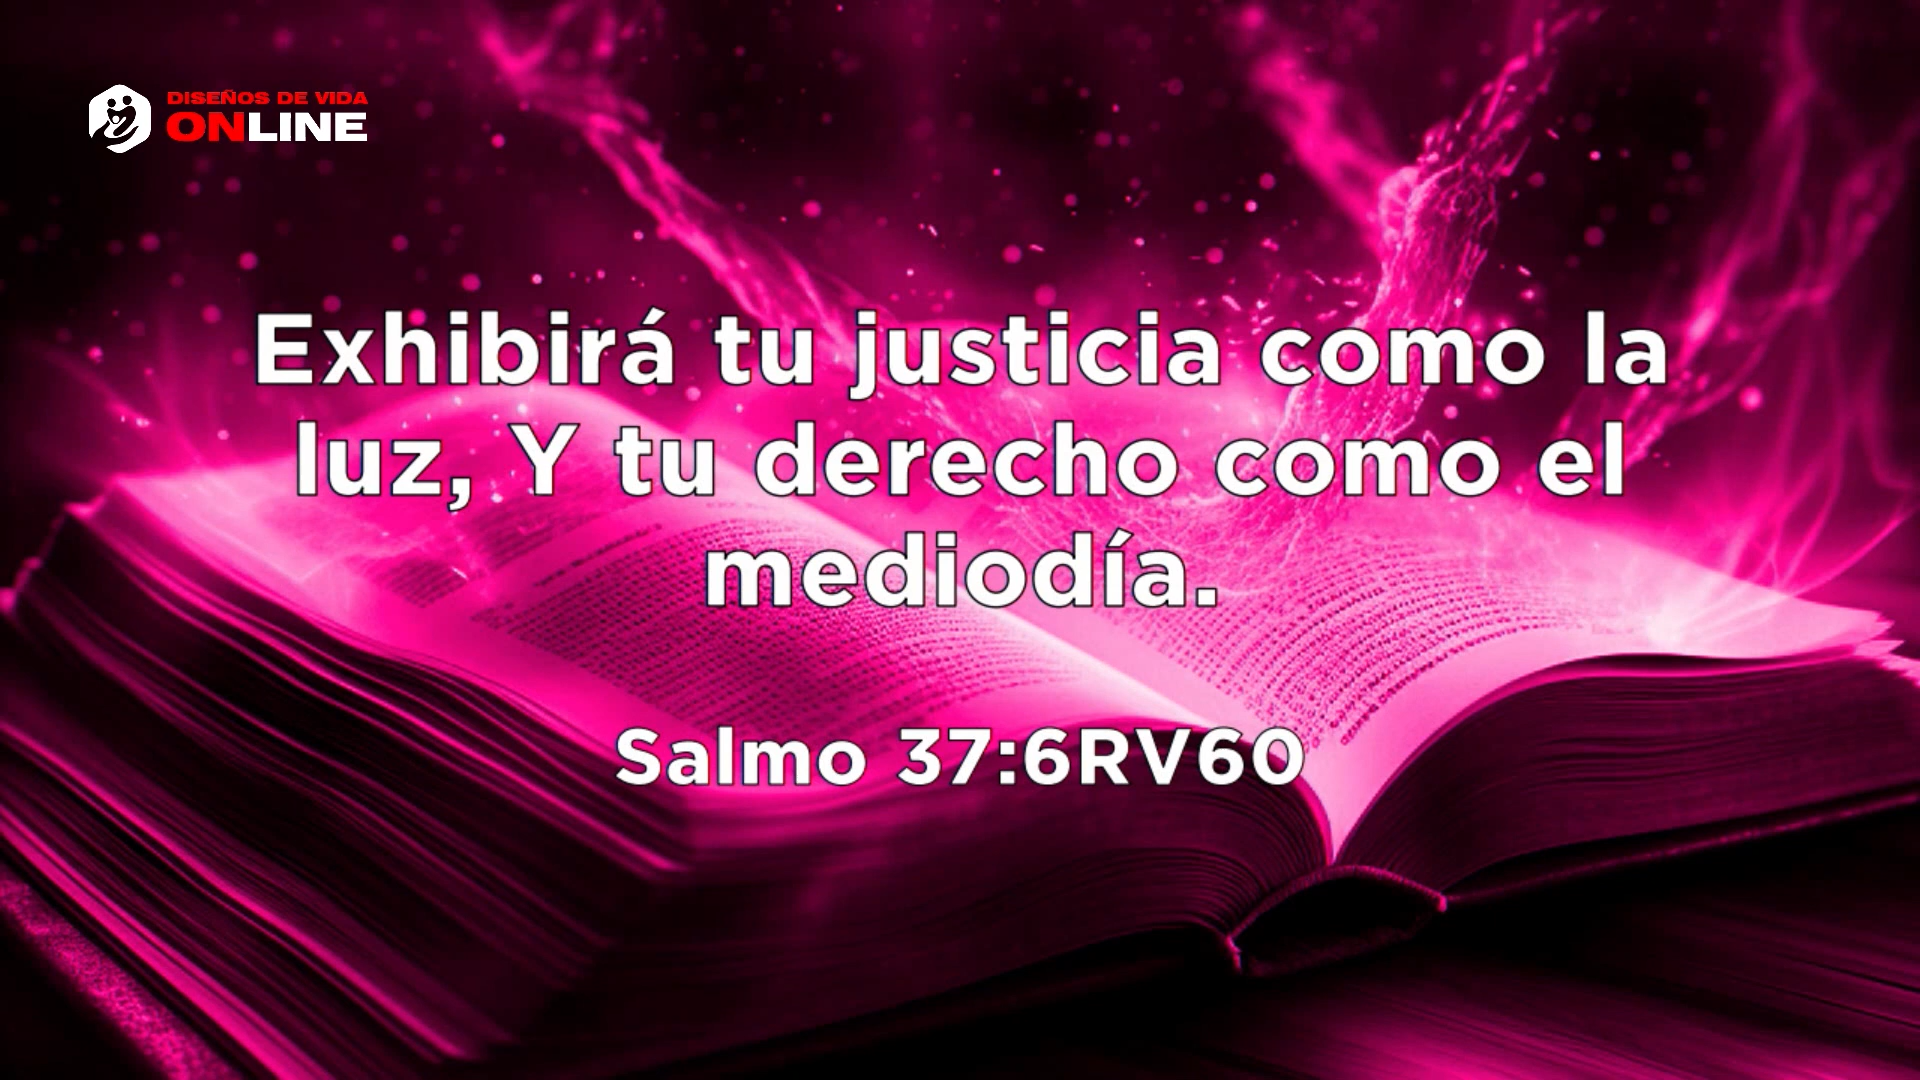 DISEÑOS DE VIDA
ONLINE
Exhibirá tu justicia como la
luz, Y tu derecho como el
mediodía.
Salmo 37:6RV60